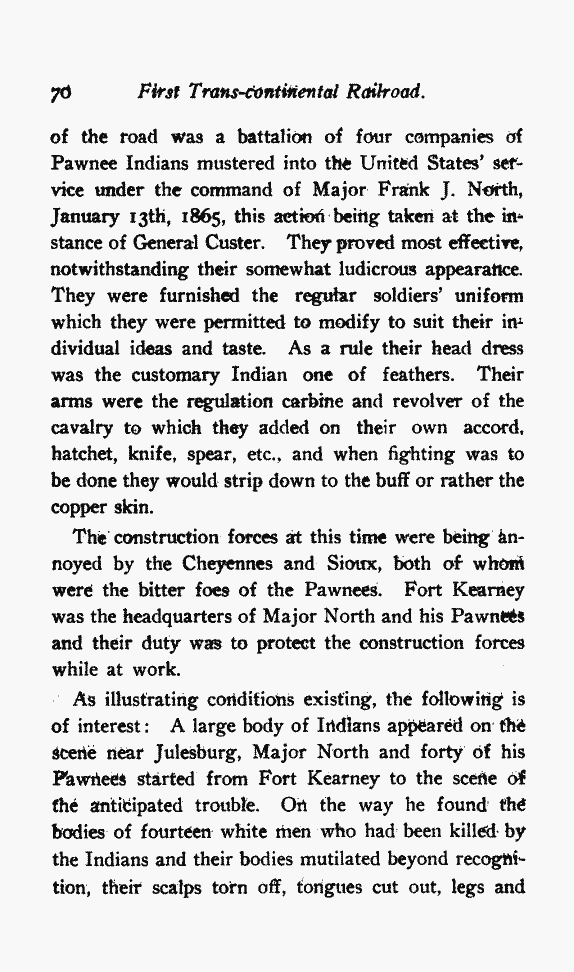 70 First Trans-continental Railroad.
of the road was a battalion of four companies of
Pawnee Indians mustered into the United States' ser-
vice under the command of Major Frank J. North,
January 13th, 1865, this action being taken at the in-
stance of General Custer. They proved most effective,
notwithstanding their somewhat ludicrous appearance.
They were furnished the regular soldiers' uniform
which they were permitted to modify to suit their in-
dividual ideas and taste. As a rule their head dress
was the customary Indian one of feathers. Their
arms were the regulation carbine and revolver of the
cavalry to which they added on their own accord,
hatchet, knife, spear, etc., and when fighting was to
be done they would strip down to the buff or rather the
copper skin.
The construction forces at this time were being an-
noyed by the Cheyennes and Sioux, both of whom
were the bitter foes of the Pawnees. Fort Kearney
was the headquarters of Major North and his Pawnees
and their duty was to protect the construction forces
while at work.
As illustrating conditions existing, the following is
of interest: A large body of Indians appeared on the
scene near Julesburg, Major North and forty of his
Pawnees started from Fort Kearney to the scene of
the anticipated trouble. On the way he found the
bodies of fourteen white men who had been killed by
the Indians and their bodies mutilated beyond recogni-
tion, their scalps torn off, tongues cut out, legs and